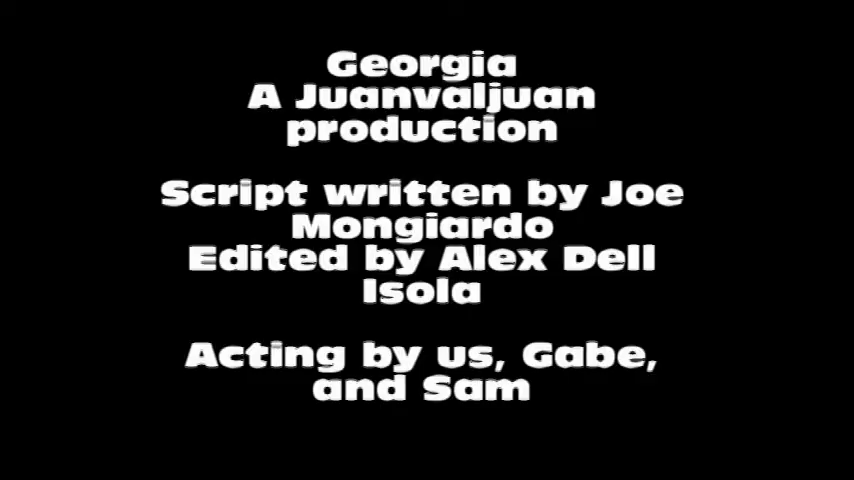 Georgia
A Juanvaljuan
production
Script written by Joe
Mongiardo
Edited by Alex Dell
Isola
Acting by us, Gabe,
and Sam